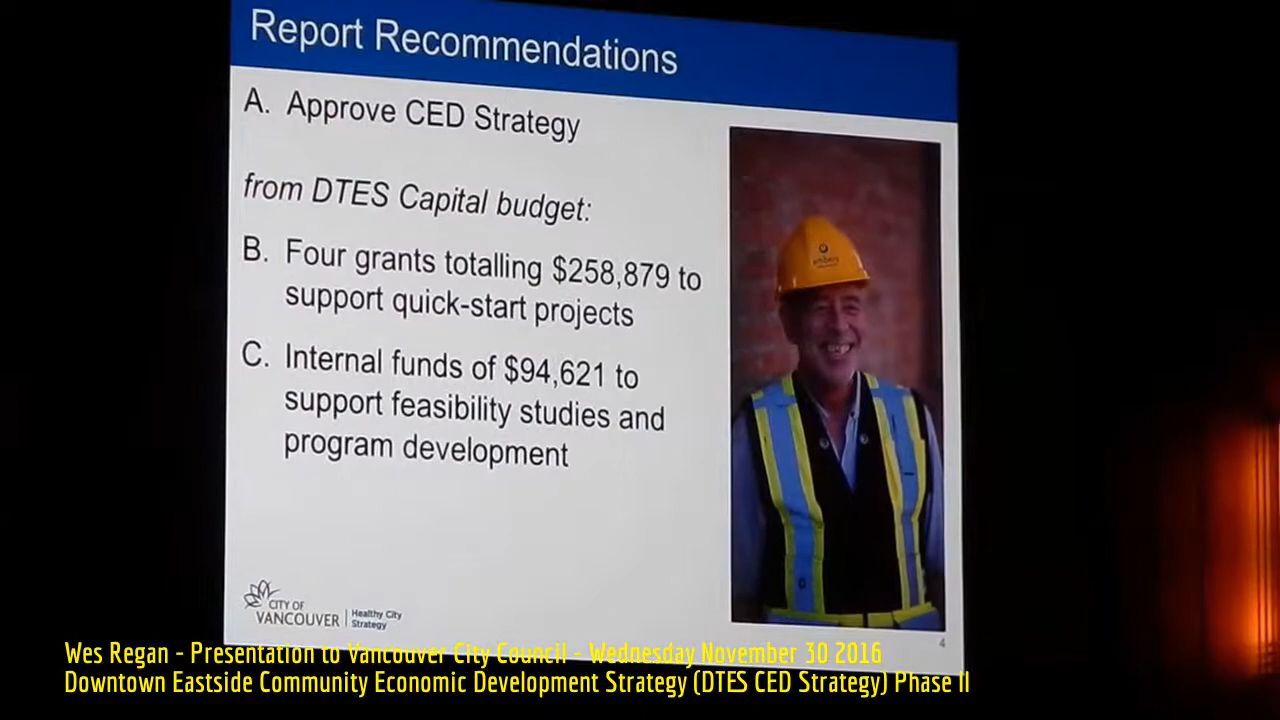 Report Recommendations
A. Approve CED Strategy
from DTES Capital budget:
B. Four grants totalling $258,879 to
support quick-start projects
C. Internal funds of $94,621 to
support feasibility studies and
program development
embers
CITY OF
VANCOUVER
Healthy City
Strategy
4
Wes Regan - Presentation to Vancouver City Council - Wednesday November 30 2016
Downtown Eastside Community Economic Development Strategy (DTES CED Strategy) Phase II